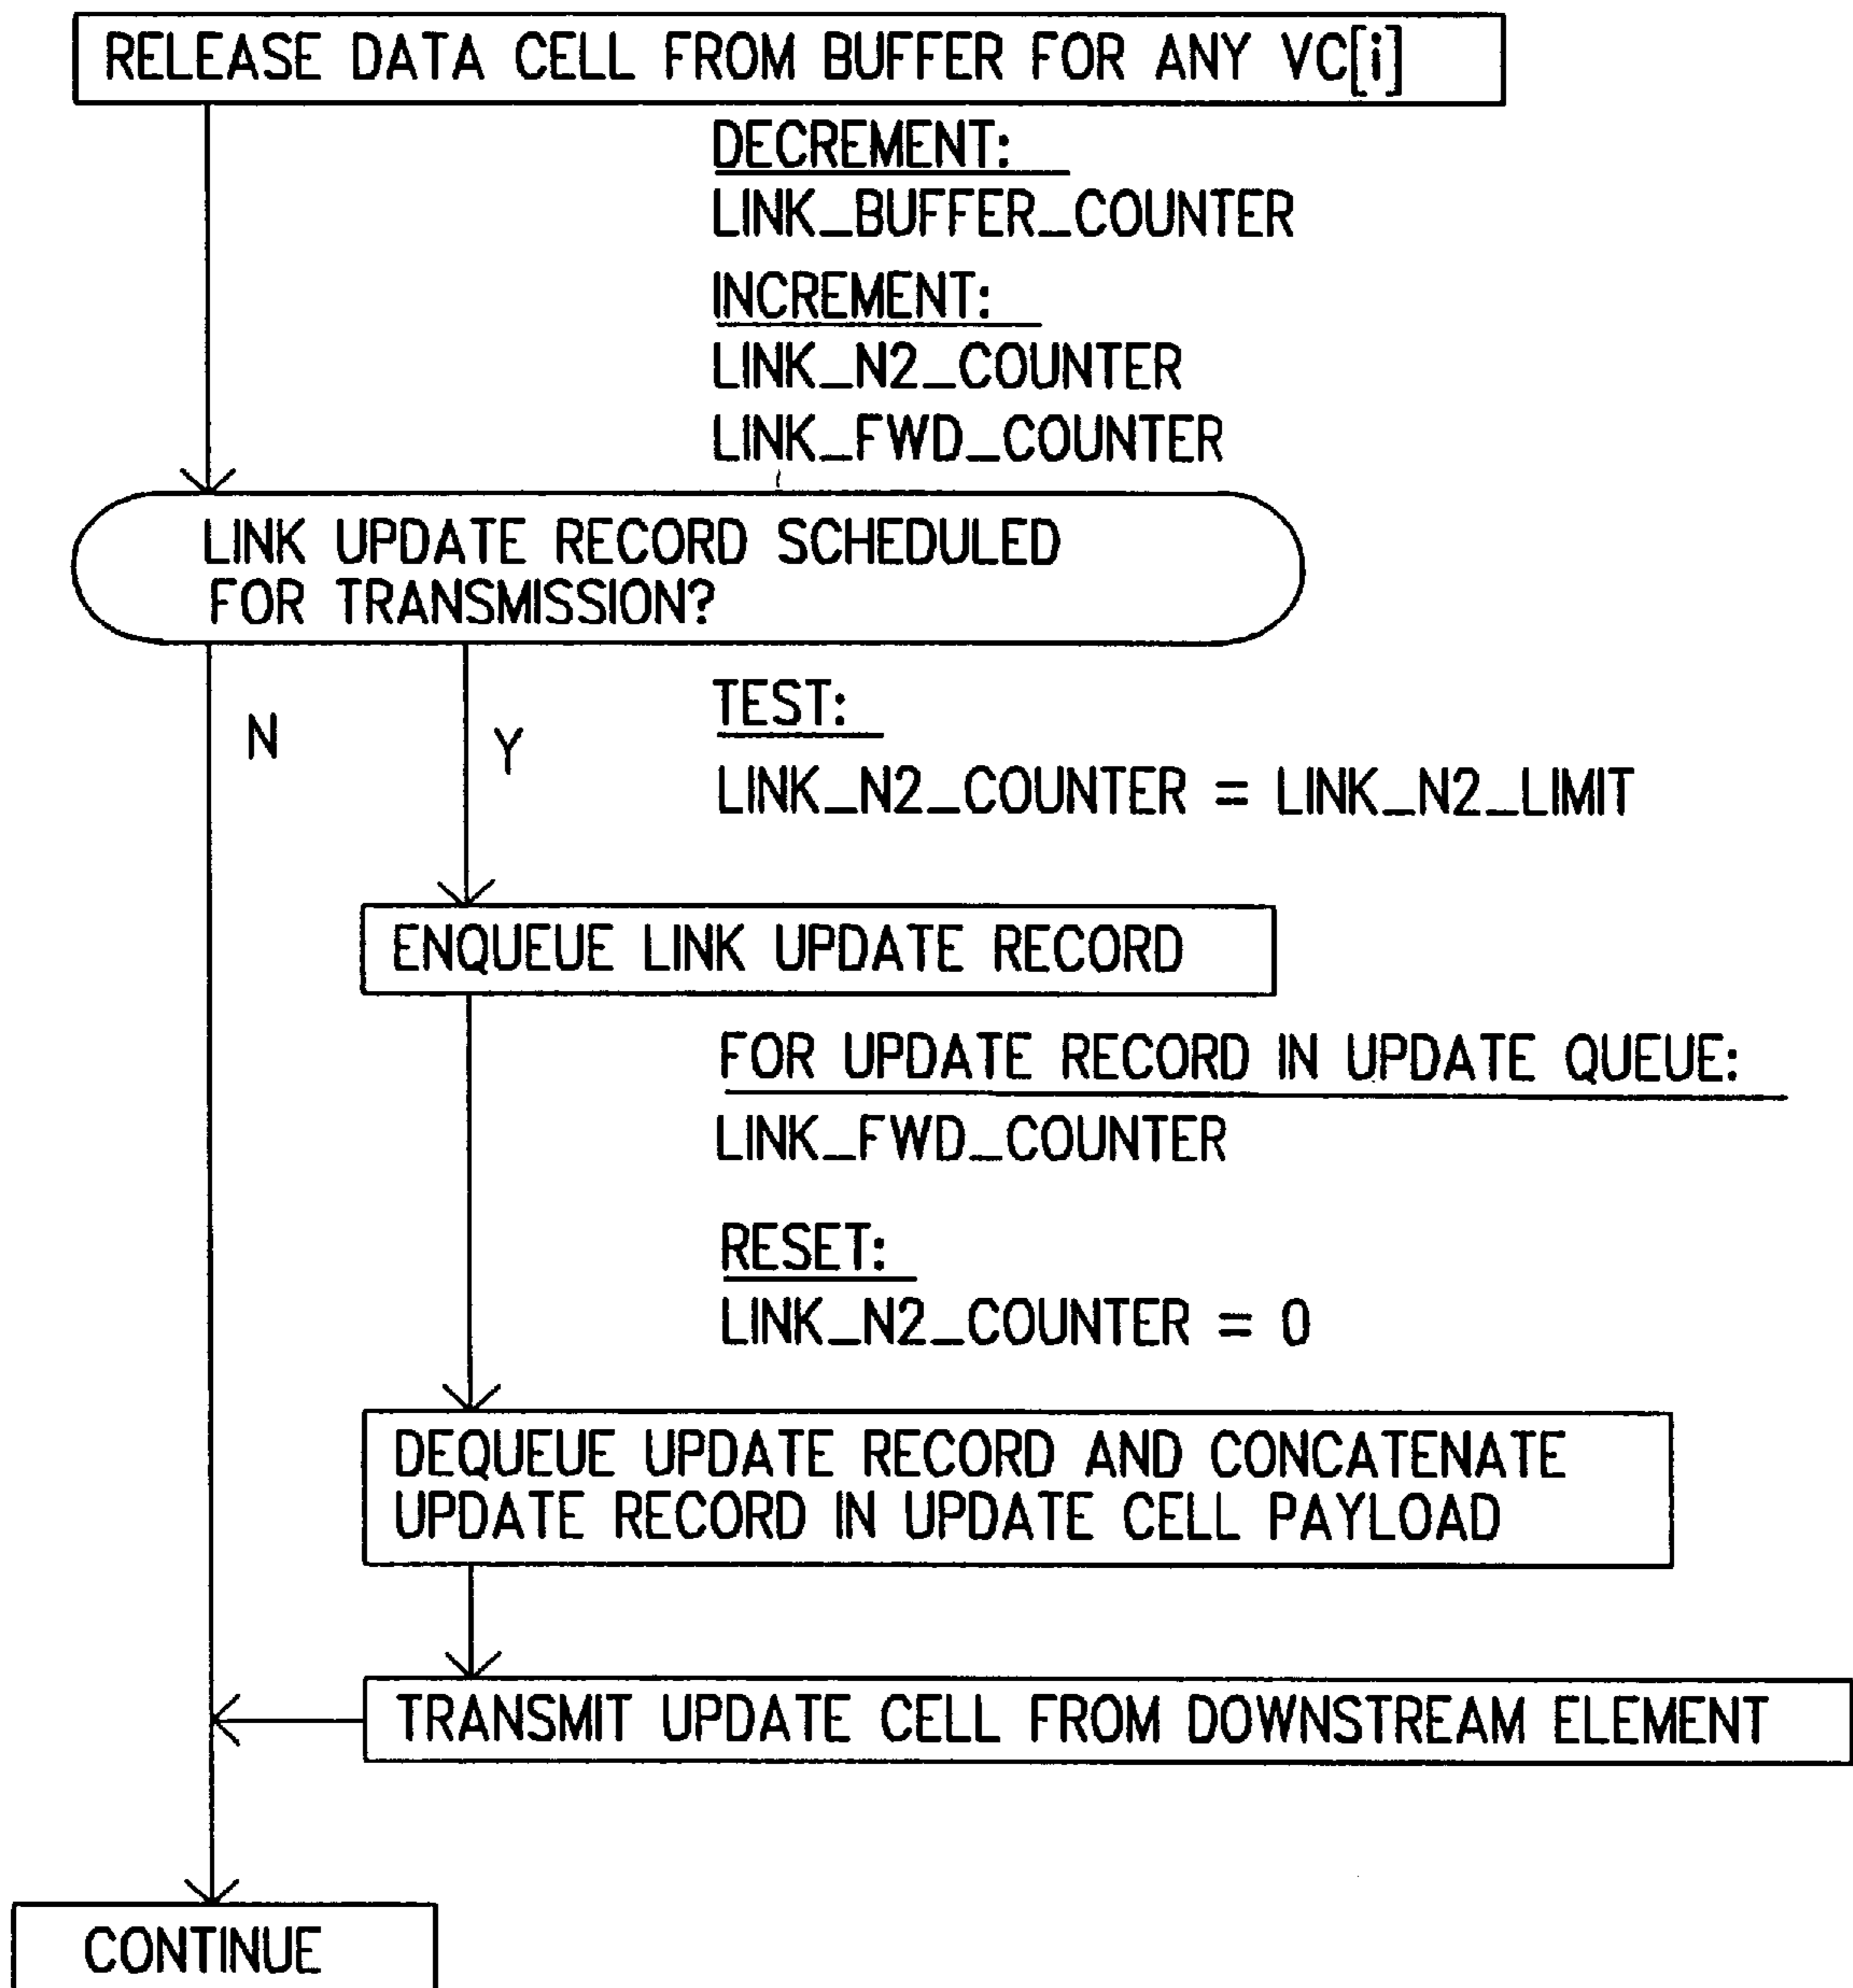 RELEASE DATA CELL FROM BUFFER FOR ANY VC[i]
DECREMENT:
LINK_BUFFER_COUNTER
INCREMENT:
LINK_N2_COUNTER
LINK_FWD_COUNTER
LINK UPDATE RECORD SCHEDULED
FOR TRANSMISSION?
N
Y
TEST:
LINK_N2_COUNTER = LINK_N2_LIMIT
ENQUEUE LINK UPDATE RECORD
FOR UPDATE RECORD IN UPDATE QUEUE:
LINK_FWD_COUNTER
RESET:
LINK_N2_COUNTER = 0
DEQUEUE UPDATE RECORD AND CONCATENATE
UPDATE RECORD IN UPDATE CELL PAYLOAD
TRANSMIT UPDATE CELL FROM DOWNSTREAM ELEMENT
CONTINUE